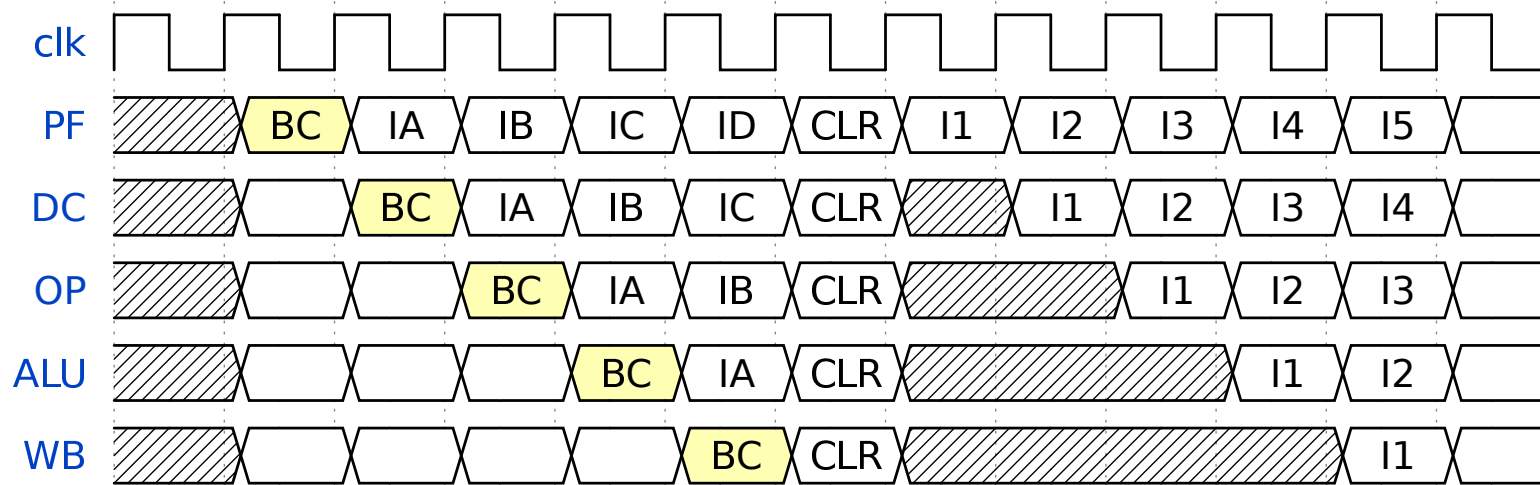 clk
PF BC IA IB IC ID CLR I1 I2 I3 I4 I5
DC BC IA IB IC CLR I1 I2 I3 I4
OP BC IA IB CLR I1 I2 I3
ALU BC IA CLR I1 I2
WB BC CLR I1